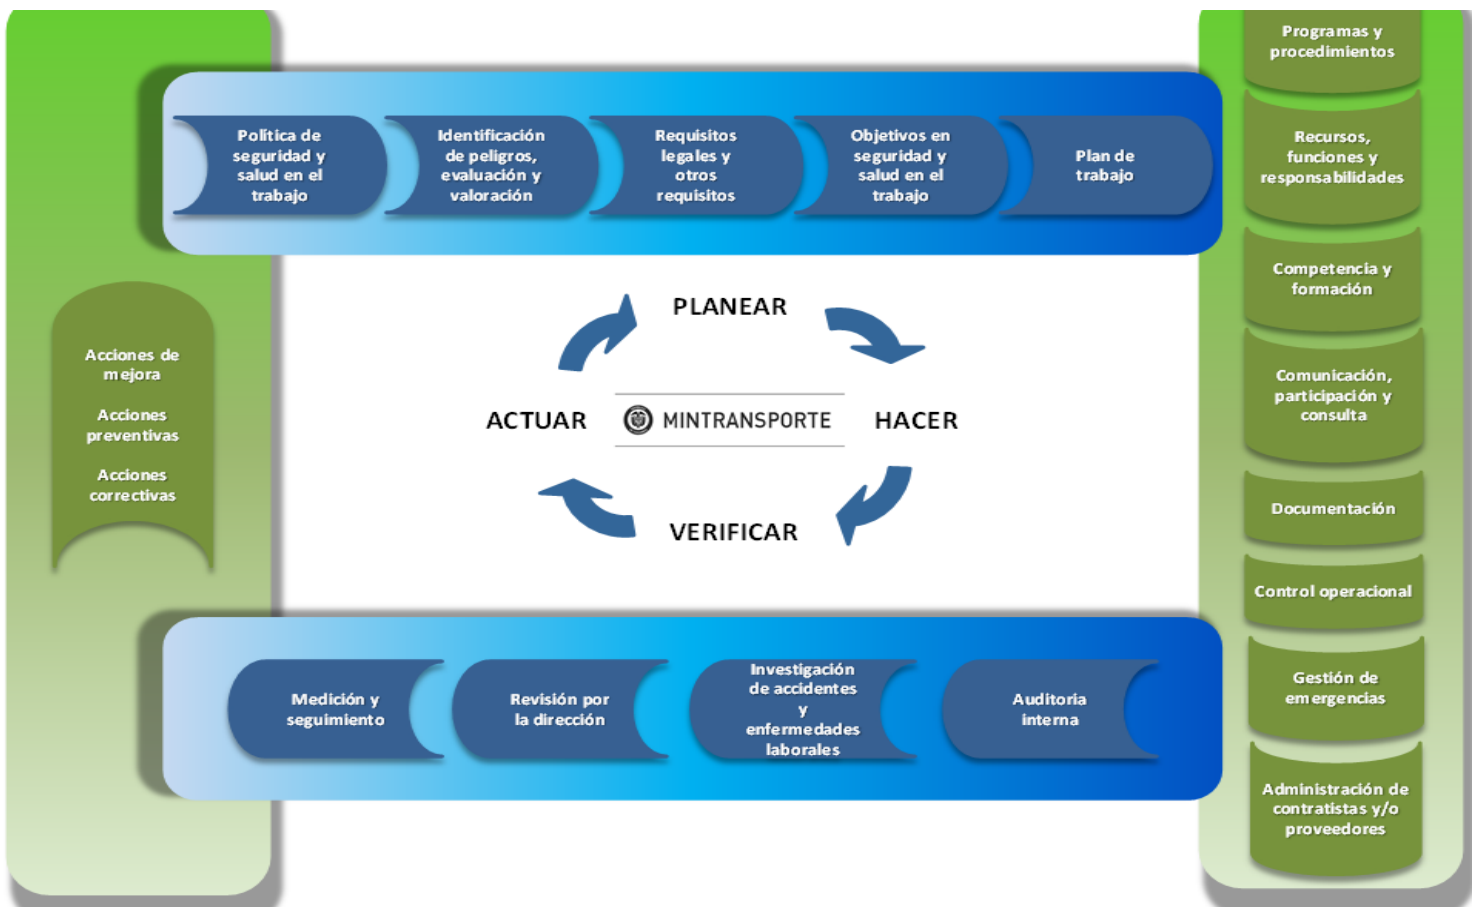 Programas y
procedimientos
Política de
seguridad y
salud en el
trabajo
Identificación
de peligros,
evaluación y
valoración
Requisitos
legales y
otros
requisitos
Objetivos en
seguridad y
salud en el
trabajo
Plan de
trabajo
Recursos,
funciones y
responsabilidades
Competencia y
formación
Comunicación,
participación y
consulta
Documentación
Control operacional
Gestión de
emergencias
Administración de
contratistas y/o
proveedores
PLANEAR
HACER
VERIFICAR
ACTUAR
MINTRANSPORTE
Acciones de
mejora
Acciones
preventivas
Acciones
correctivas
Medición y
seguimiento
Revisión por
la dirección
Investigación
de accidentes
y
enfermedades
laborales
Auditoria
interna